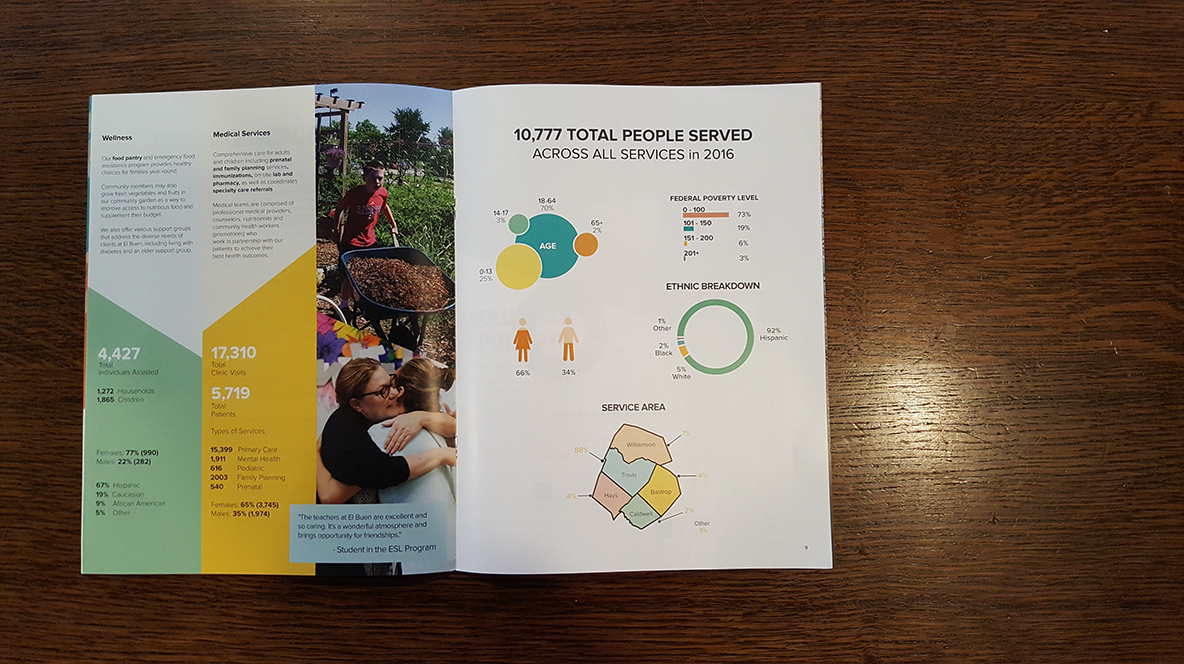 Wellness
Our food pantry and emergency food
assistance program provides healthy
choices for families year round.
Community members may also
grow fresh vegetables and fruits in
our community garden as a way to
improve access to nutritional food and
supplement their budget.
We also offer various support groups
that address the diverse needs of
clients at El Buen, including living with
diabetes and an elder support group.
4,427
Total
Individuals Assisted
1,272 Households
1,865 Children
Females: 77% (990)
Males: 22% (282)
67% Hispanic
19% Caucasian
9% African American
5% Other
Medical Services
Comprehensive care for adults
and children including prenatal
and family planning services,
immunizations, on-site lab and
pharmacy, as well as coordinates
specialty care referrals
Medical teams are comprised of
professional medical providers,
counselors, nutritionists and
community health workers
(promotores) who
work in partnership with our
patients to achieve their
best health outcomes.
17,310
Total
Clinic Visits
5,719
Total
Patients
Types of Services
15,399 Primary Care
1,911 Mental Health
616 Pediatric
2003 Family Planning
540 Prenatal
Females: 65% (3,745)
Males: 35% (1,974)
"The teachers at El Buen are excellent and
so caring. It's a wonderful atmosphere and
brings opportunity for friendships."
- Student in the ESL Program
10,777 TOTAL PEOPLE SERVED
ACROSS ALL SERVICES in 2016
18-64
70%
14-17
3%
65+
2%
AGE
0-13
25%
FEDERAL POVERTY LEVEL
0 - 100
73%
101 - 150
19%
151 - 200
6%
201+
3%
66%
34%
ETHNIC BREAKDOWN
1%
Other
92%
Hispanic
2%
Black
5%
White
SERVICE AREA
Williamson
88%
Travis
4%
Hays
Bastrop
4%
Caldwell
2%
Other
1%
9